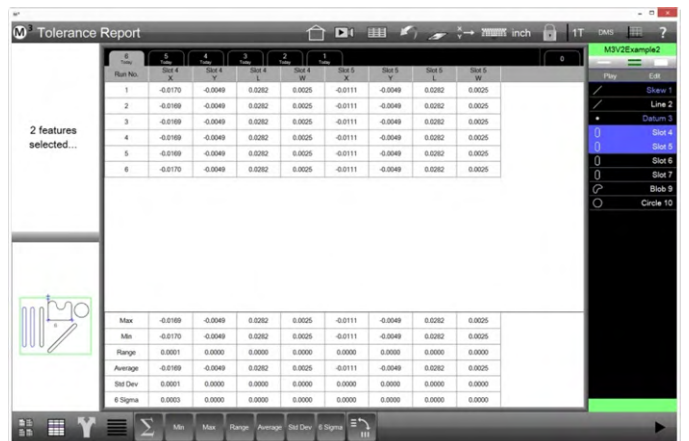 M³ Tolerance Report
inch
1T
DMS
?
M3V2Example2
Play Edit
Skew 1
Line 2
Datum 3
Slot 4
Slot 5
Slot 6
Slot 7
Blob 9
Circle 10
2 features
selected...
6 5 4 3 2 1 0
Today Today Today Today Today Today
Run No. Slot 4 X Slot 4 Y Slot 4 L Slot 4 W Slot 5 X Slot 5 Y Slot 5 L Slot 5 W
1 -0.0170 -0.0049 0.0282 0.0025 -0.0111 -0.0049 0.0282 0.0025
2 -0.0169 -0.0049 0.0282 0.0025 -0.0111 -0.0049 0.0282 0.0025
3 -0.0169 -0.0049 0.0282 0.0025 -0.0111 -0.0049 0.0282 0.0025
4 -0.0169 -0.0049 0.0282 0.0025 -0.0111 -0.0049 0.0282 0.0025
5 -0.0169 -0.0049 0.0282 0.0025 -0.0111 -0.0049 0.0282 0.0025
6 -0.0170 -0.0049 0.0282 0.0025 -0.0111 -0.0049 0.0282 0.0025
Max -0.0169 -0.0049 0.0282 0.0025 -0.0111 -0.0049 0.0282 0.0025
Min -0.0170 -0.0049 0.0282 0.0025 -0.0111 -0.0049 0.0282 0.0025
Range 0.0001 0.0000 0.0000 0.0000 0.0000 0.0000 0.0000 0.0000
Average -0.0169 -0.0049 0.0282 0.0025 -0.0111 -0.0049 0.0282 0.0025
Std Dev 0.0001 0.0000 0.0000 0.0000 0.0000 0.0000 0.0000 0.0000
6 Sigma 0.0003 0.0000 0.0000 0.0000 0.0000 0.0000 0.0000 0.0000
Σ Min Max Range Average Std Dev 6 Sigma